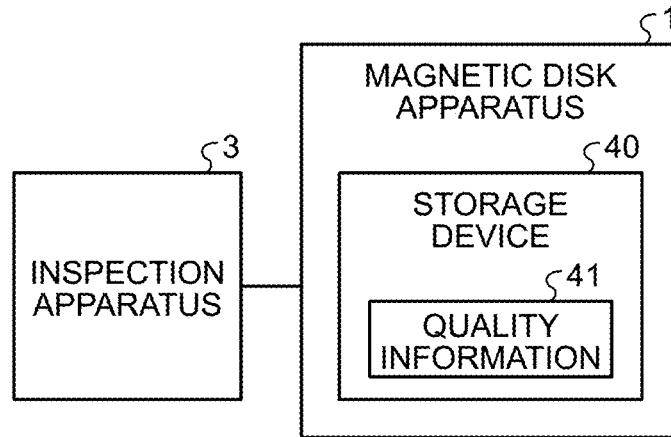 1
MAGNETIC DISK
APPARATUS
3
40
INSPECTION
APPARATUS
STORAGE
DEVICE
41
QUALITY
INFORMATION